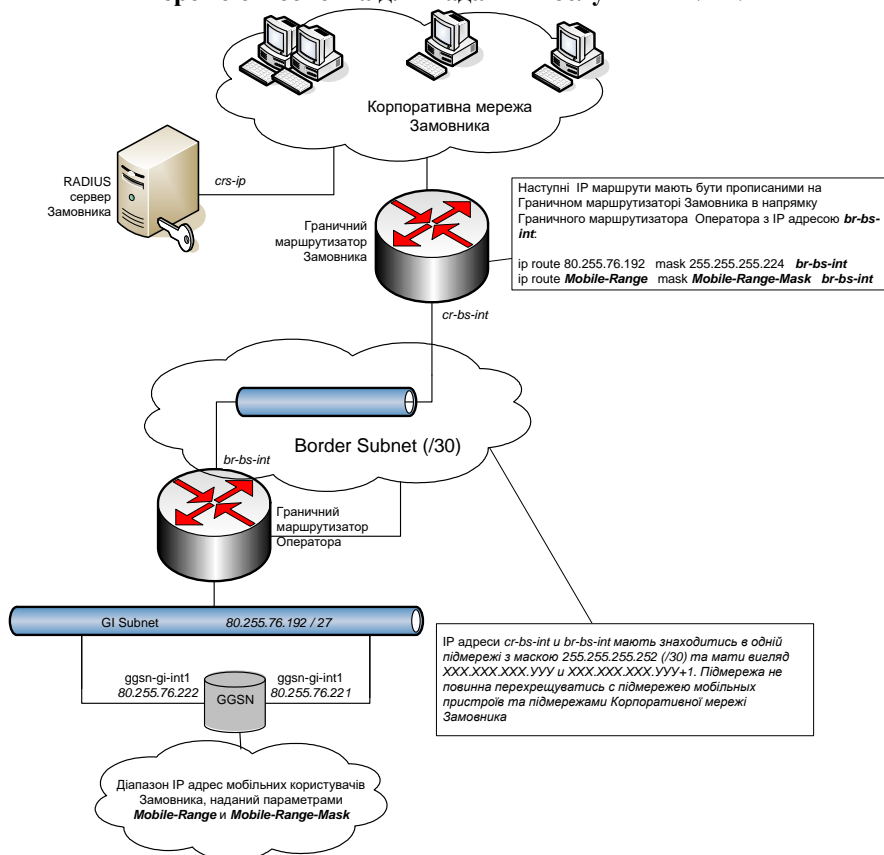 Корпоративна мережа
Замовника
RADIUS
сервер
Замовника
crs-ip
Граничний
маршрутизатор
Замовника
Наступні IP маршрути мають бути прописаними на
Граничном маршрутизаторі Замовника в напрямку
Граничного маршрутизатора Оператора з IP адресою br-bs-
int:
ip route 80.255.76.192 mask 255.255.255.224 br-bs-int
ip route Mobile-Range mask Mobile-Range-Mask br-bs-int
cr-bs-int
Border Subnet (/30)
br-bs-int
Граничний
маршрутизатор
Оператора
GI Subnet 80.255.76.192 / 27
ggsn-gi-int1
80.255.76.222
GGSN
ggsn-gi-int1
80.255.76.221
IP адреси cr-bs-int и br-bs-int мають знаходитись в одній
підмережі з маскою 255.255.255.252 (/30) та мати вигляд
XXX.XXX.XXX.YYY и XXX.XXX.XXX.YYY+1. Підмережа не
повинна перехрещуватись с підмережею мобільних
пристроїв та підмережами Корпоративної мережі
Замовника
Діапазон IP адрес мобільних користувачів
Замовника, наданий параметрами
Mobile-Range и Mobile-Range-Mask